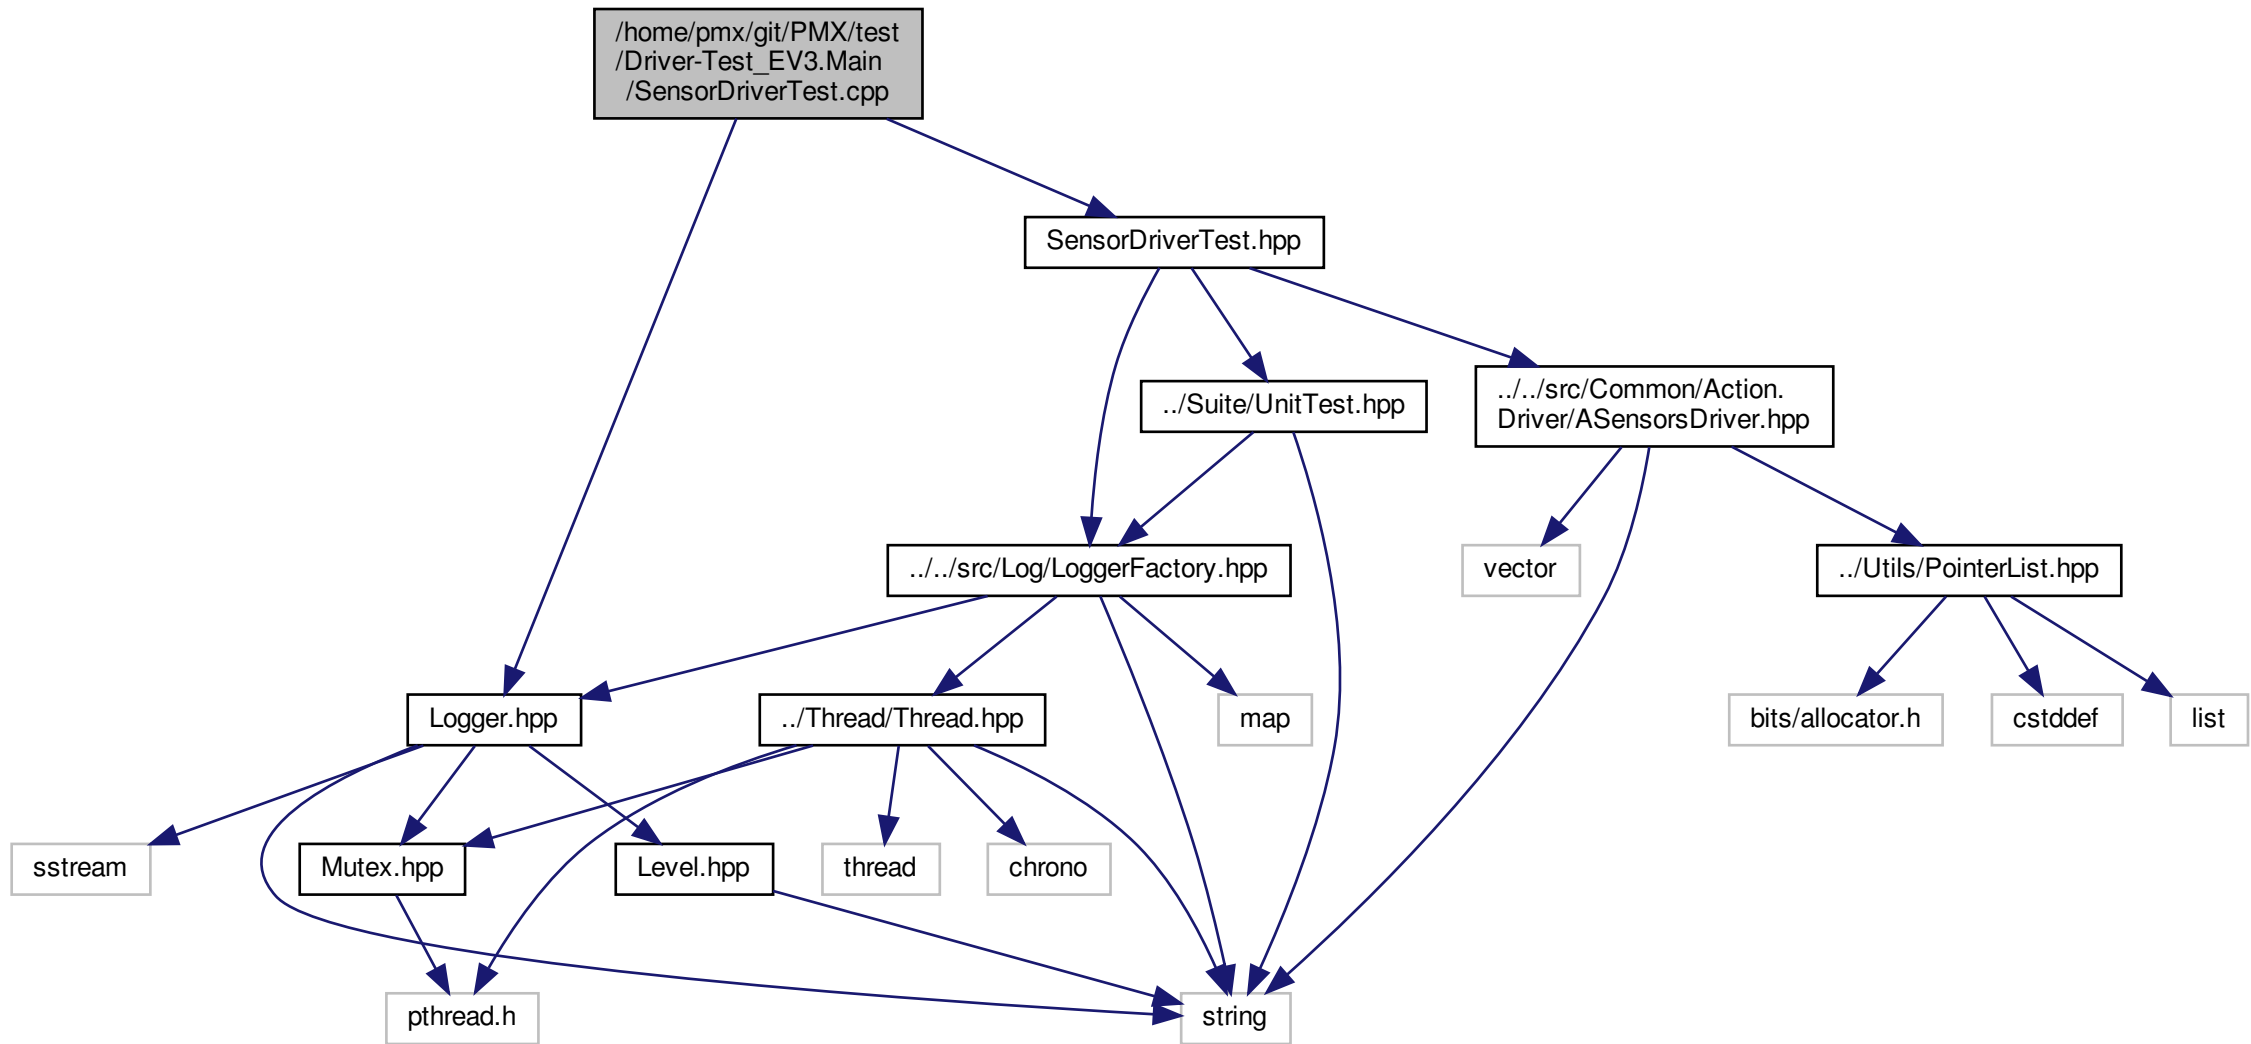 /home/pmx/git/PMX/test
/Driver-Test_EV3.Main
/SensorDriverTest.cpp
SensorDriverTest.hpp
../Suite/UnitTest.hpp
../../src/Common/Action.
Driver/ASensorsDriver.hpp
../../src/Log/LoggerFactory.hpp
vector
../Utils/PointerList.hpp
Logger.hpp
../Thread/Thread.hpp
map
bits/allocator.h
cstddef
list
sstream
Mutex.hpp
Level.hpp
thread
chrono
pthread.h
string